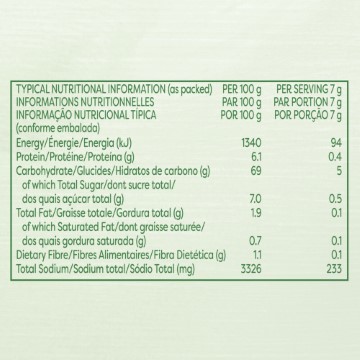 TYPICAL NUTRITIONAL INFORMATION (as packed) PER 100 g PER SERVING 7 g
INFORMATIONS NUTRITIONNELLES PAR 100 g PAR PORTION 7 g
INFORMAÇÃO NUTRICIONAL TÍPICA POR 100 g POR PORÇÃO 7 g
(conforme embalada)
Energy/Énergie/Energia (kJ) 1340 94
Protein/Protéine/Proteína (g) 6.1 0.4
Carbohydrate/Glucides/Hidratos de carbono (g) 69 5
of which Total Sugar/dont sucre total/
dos quais açúcar total (g) 7.0 0.5
Total Fat/Graisse totale/Gordura total (g) 1.9 0.1
of which Saturated Fat/dont graisse saturée/
dos quais gordura saturada (g) 0.7 0.1
Dietary Fibre/Fibres Alimentaires/Fibra Dietética (g) 1.1 0.1
Total Sodium/Sodium total/Sódio Total (mg) 3326 233